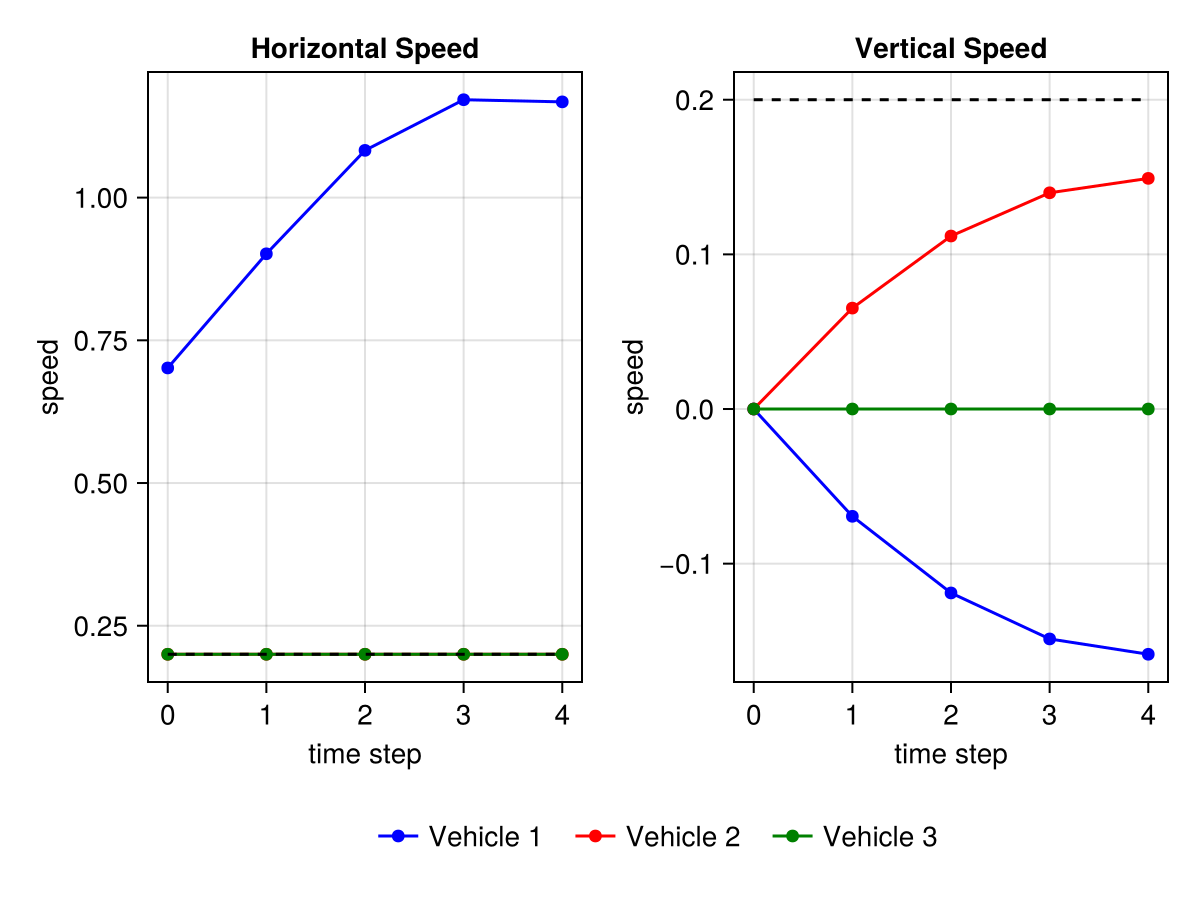 Horizontal Speed
1.00
0.75
0.50
0.25
speed
0 1 2 3 4
time step
Vertical Speed
0.2
0.1
0.0
−0.1
speed
0 1 2 3 4
time step
Vehicle 1 Vehicle 2 Vehicle 3